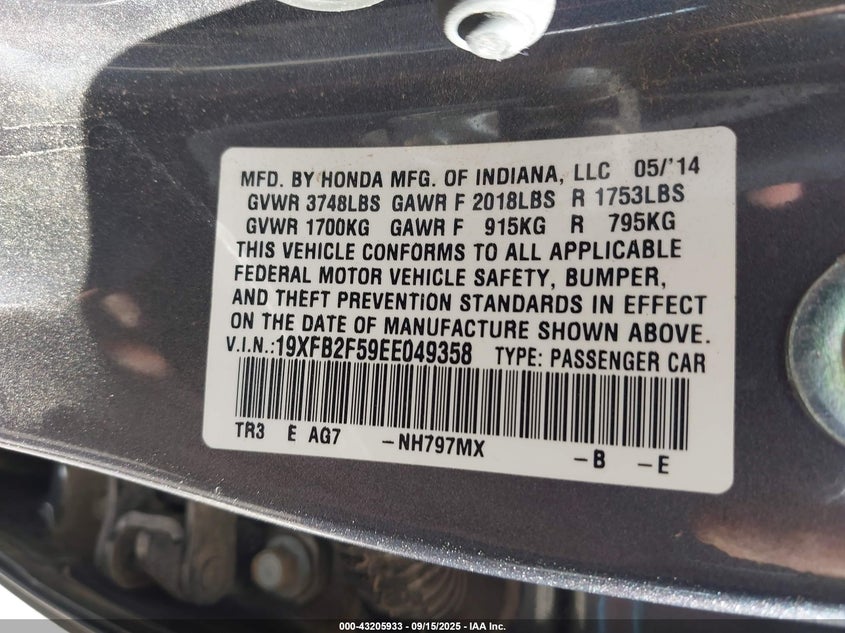 MFD. BY HONDA MFG. OF INDIANA, LLC 05/'14
GVWR 3748LBS GAWR F 2018LBS R 1753LBS
GVWR 1700KG GAWR F 915KG R 795KG
THIS VEHICLE CONFORMS TO ALL APPLICABLE
FEDERAL MOTOR VEHICLE SAFETY, BUMPER,
AND THEFT PREVENTION STANDARDS IN EFFECT
ON THE DATE OF MANUFACTURE SHOWN ABOVE.
V.I.N.:19XFB2F59EE049358 TYPE: PASSENGER CAR
TR3 E AG7 -NH797MX -B -E
000-43205933 - 09/15/2025 - IAA Inc.